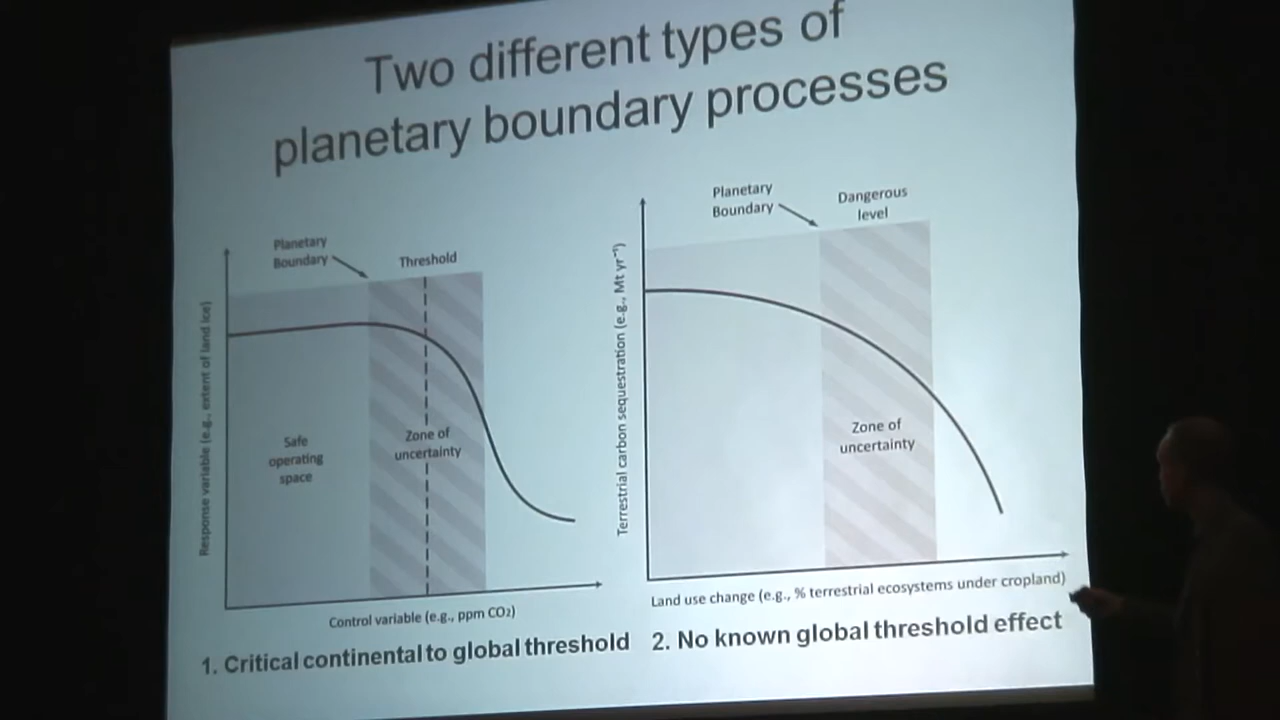 Two different types of
planetary boundary processes
Planetary
Boundary
Threshold
Response variable (e.g., extent of land ice)
Safe
operating
space
Zone of
uncertainty
Control variable (e.g., ppm CO₂)
1. Critical continental to global threshold
Planetary
Boundary
Dangerous
level
Terrestrial carbon sequestration (e.g., Mt yr⁻¹)
Zone of
uncertainty
Land use change (e.g., % terrestrial ecosystems under cropland)
2. No known global threshold effect